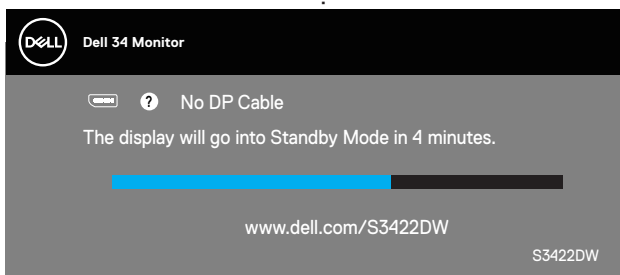 DELL
Dell 34 Monitor
? No DP Cable
The display will go into Standby Mode in 4 minutes.
www.dell.com/S3422DW
S3422DW